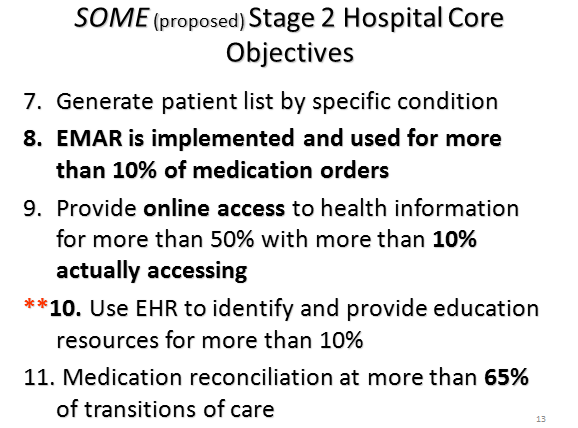 SOME (proposed) Stage 2 Hospital Core
Objectives
7. Generate patient list by specific condition
8. EMAR is implemented and used for more
than 10% of medication orders
9. Provide online access to health information
for more than 50% with more than 10%
actually accessing
**10. Use EHR to identify and provide education
resources for more than 10%
11. Medication reconciliation at more than 65%
of transitions of care
13